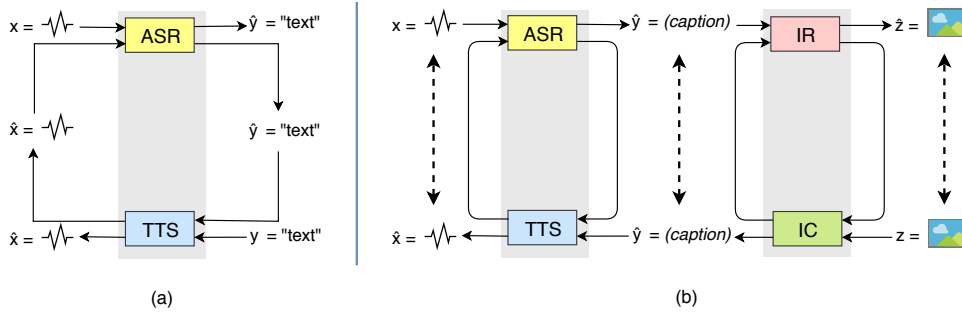 x = ASR ŷ = "text"
x̂ = ŷ = "text"
x̂ = TTS y = "text"
(a)
x = ASR ŷ = (caption) IR ẑ =
x̂ = TTS ŷ = (caption) IC z =
(b)